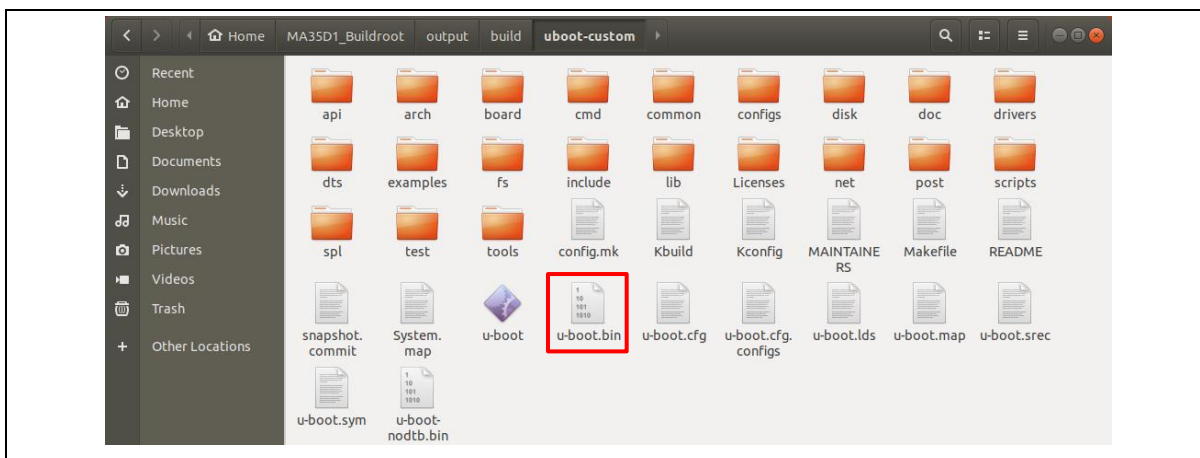 Home MA35D1_Buildroot output build uboot-custom
Recent
Home
Desktop
Documents
Downloads
Music
Pictures
Videos
Trash
+ Other Locations
api arch board cmd common configs disk doc drivers
dts examples fs include lib Licenses net post scripts
spl test tools config.mk Kbuild Kconfig MAINTAINE Makefile README
RS
snapshot. System. u-boot u-boot.bin u-boot.cfg u-boot.cfg. u-boot.lds u-boot.map u-boot.srec
commit map configs
u-boot.sym u-boot-
nodtb.bin